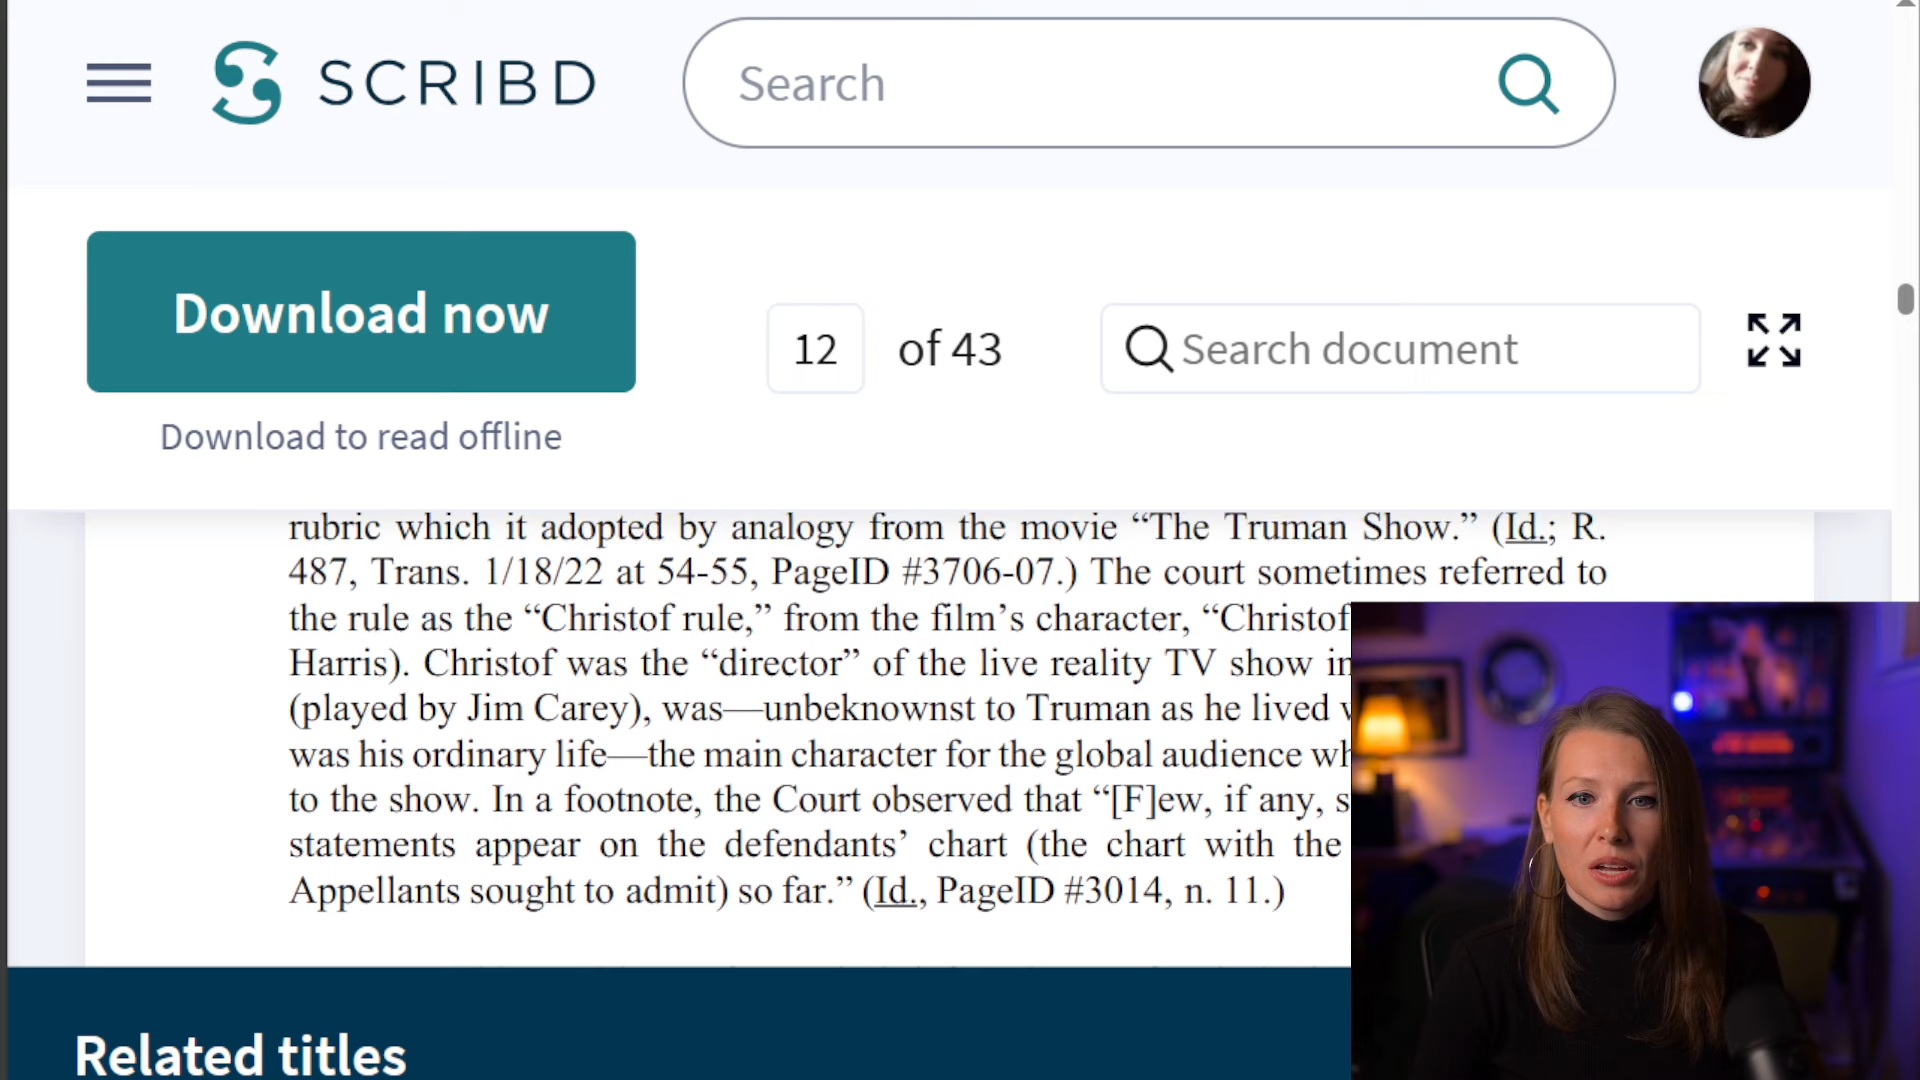 SCRIBD
Search
Download now
12 of 43
Search document
Download to read offline
rubric which it adopted by analogy from the movie “The Truman Show.” (Id.; R.
487, Trans. 1/18/22 at 54-55, PageID #3706-07.) The court sometimes referred to
the rule as the “Christof rule,” from the film’s character, “Christof
Harris). Christof was the “director” of the live reality TV show in
(played by Jim Carey), was—unbeknownst to Truman as he lived
was his ordinary life—the main character for the global audience
to the show. In a footnote, the Court observed that “[F]ew, if any,
statements appear on the defendants’ chart (the chart with the
Appellants sought to admit) so far.” (Id., PageID #3014, n. 11.)
Related titles